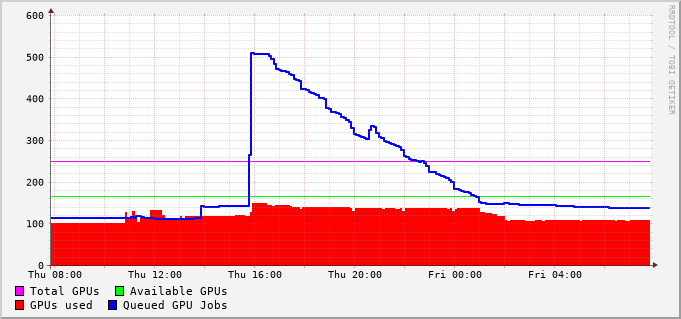 600
500
400
300
200
100
0
Thu 08:00 Thu 12:00 Thu 16:00 Thu 20:00 Fri 00:00 Fri 04:00
Total GPUs Available GPUs
GPUs used Queued GPU Jobs
RRDTOOL / TOBI OETIKER